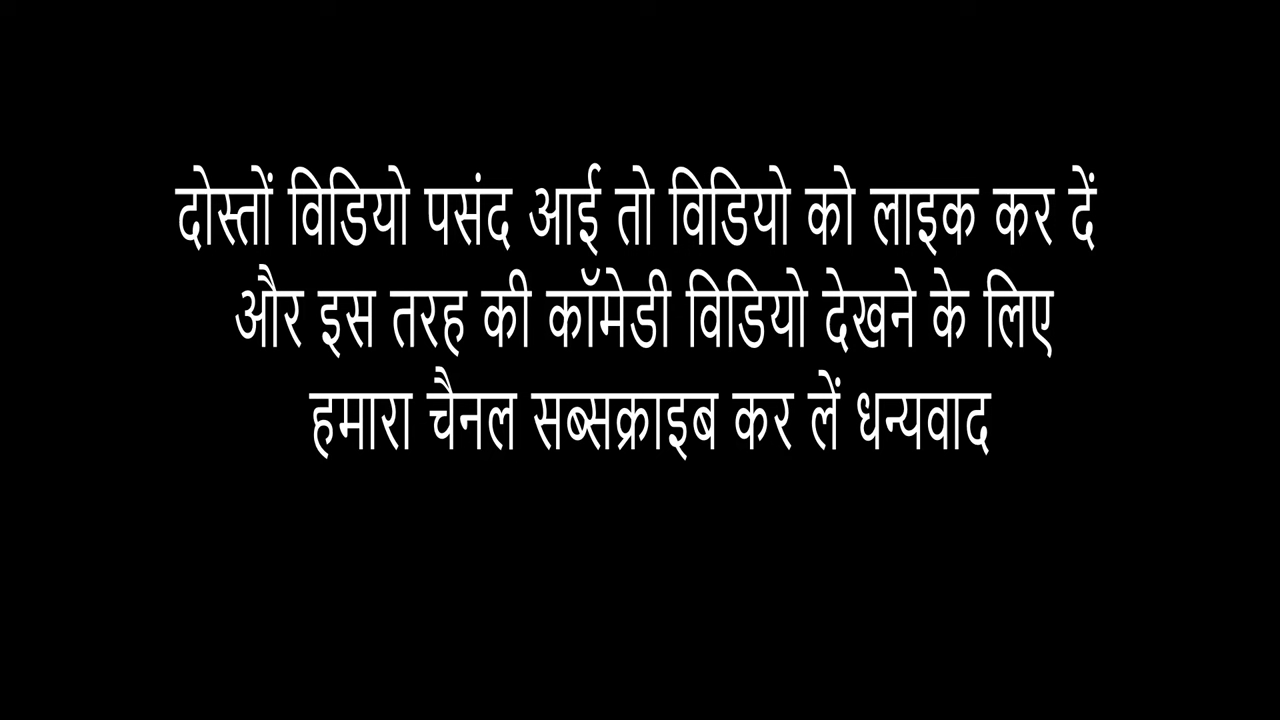 दोस्तों विडियो पसंद आई तो विडियो को लाइक कर दें
और इस तरह की कॉमेडी विडियो देखने के लिए
हमारा चैनल सब्सक्राइब कर लें धन्यवाद